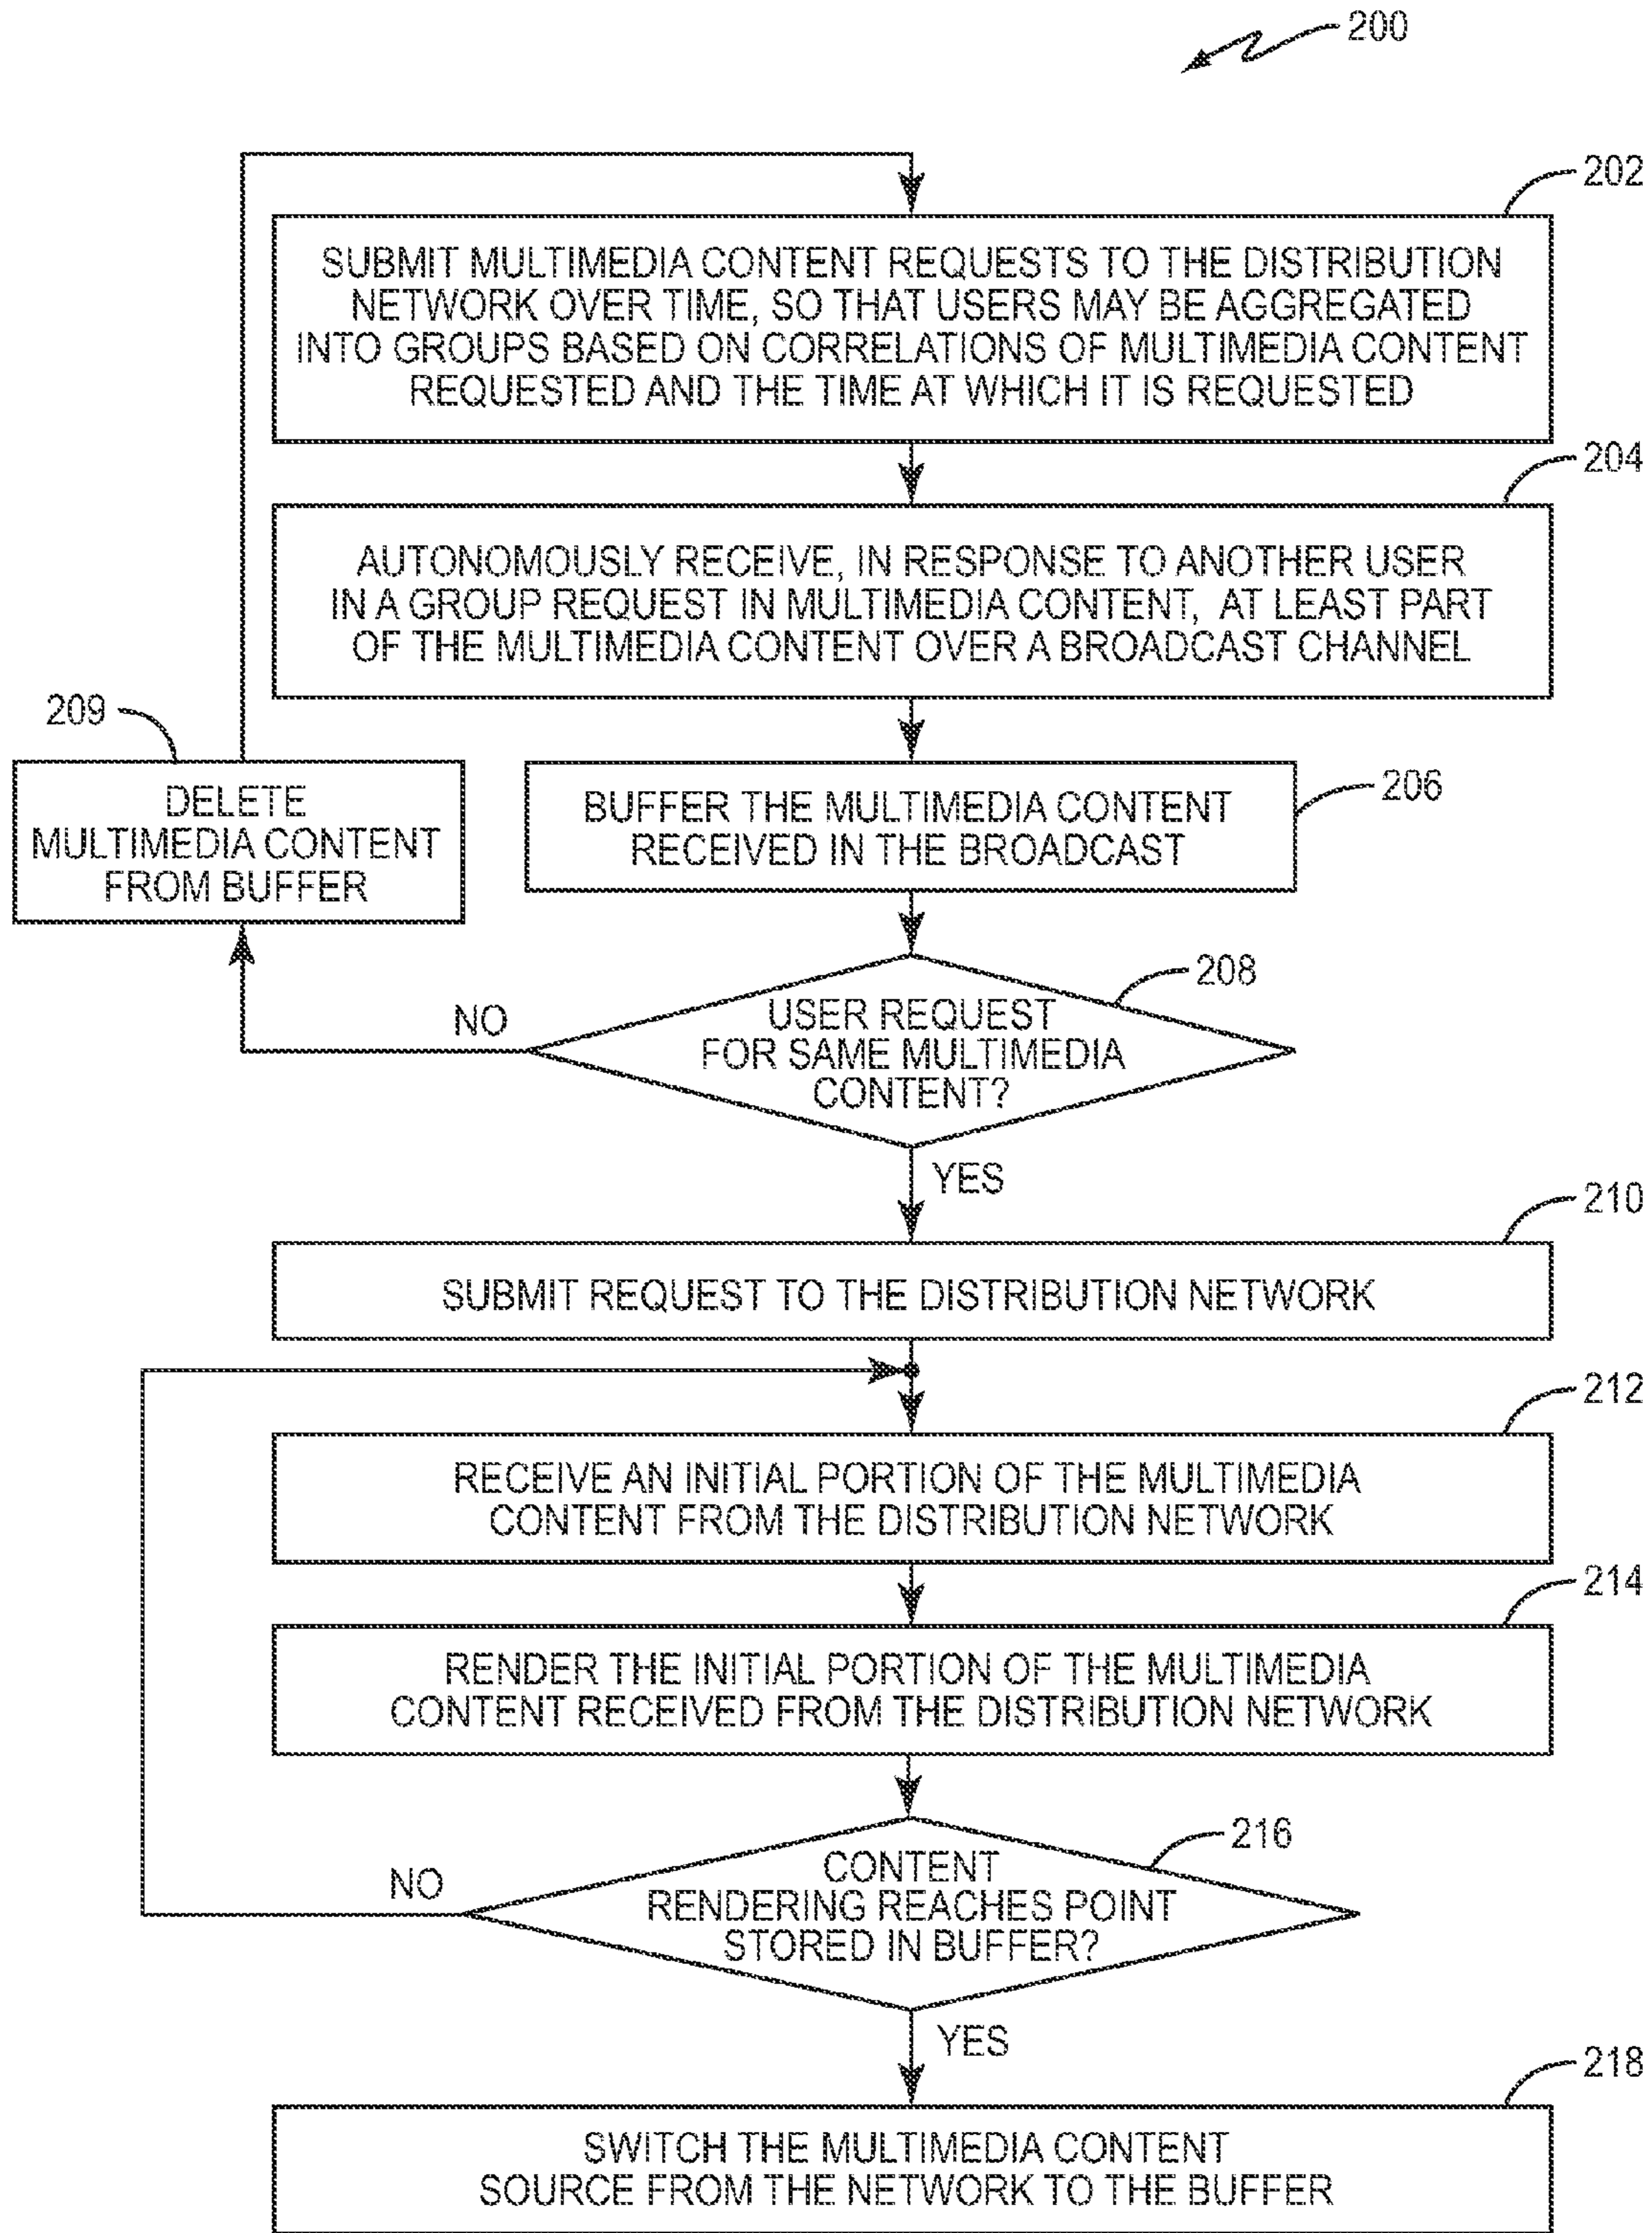 200
202
SUBMIT MULTIMEDIA CONTENT REQUESTS TO THE DISTRIBUTION
NETWORK OVER TIME, SO THAT USERS MAY BE AGGREGATED
INTO GROUPS BASED ON CORRELATIONS OF MULTIMEDIA CONTENT
REQUESTED AND THE TIME AT WHICH IT IS REQUESTED
204
AUTONOMOUSLY RECEIVE, IN RESPONSE TO ANOTHER USER
IN A GROUP REQUEST IN MULTIMEDIA CONTENT, AT LEAST PART
OF THE MULTIMEDIA CONTENT OVER A BROADCAST CHANNEL
209
DELETE
MULTIMEDIA CONTENT
FROM BUFFER
206
BUFFER THE MULTIMEDIA CONTENT
RECEIVED IN THE BROADCAST
208
USER REQUEST
FOR SAME MULTIMEDIA
CONTENT?
NO
YES
210
SUBMIT REQUEST TO THE DISTRIBUTION NETWORK
212
RECEIVE AN INITIAL PORTION OF THE MULTIMEDIA
CONTENT FROM THE DISTRIBUTION NETWORK
214
RENDER THE INITIAL PORTION OF THE MULTIMEDIA
CONTENT RECEIVED FROM THE DISTRIBUTION NETWORK
216
CONTENT
RENDERING REACHES POINT
STORED IN BUFFER?
NO
YES
218
SWITCH THE MULTIMEDIA CONTENT
SOURCE FROM THE NETWORK TO THE BUFFER